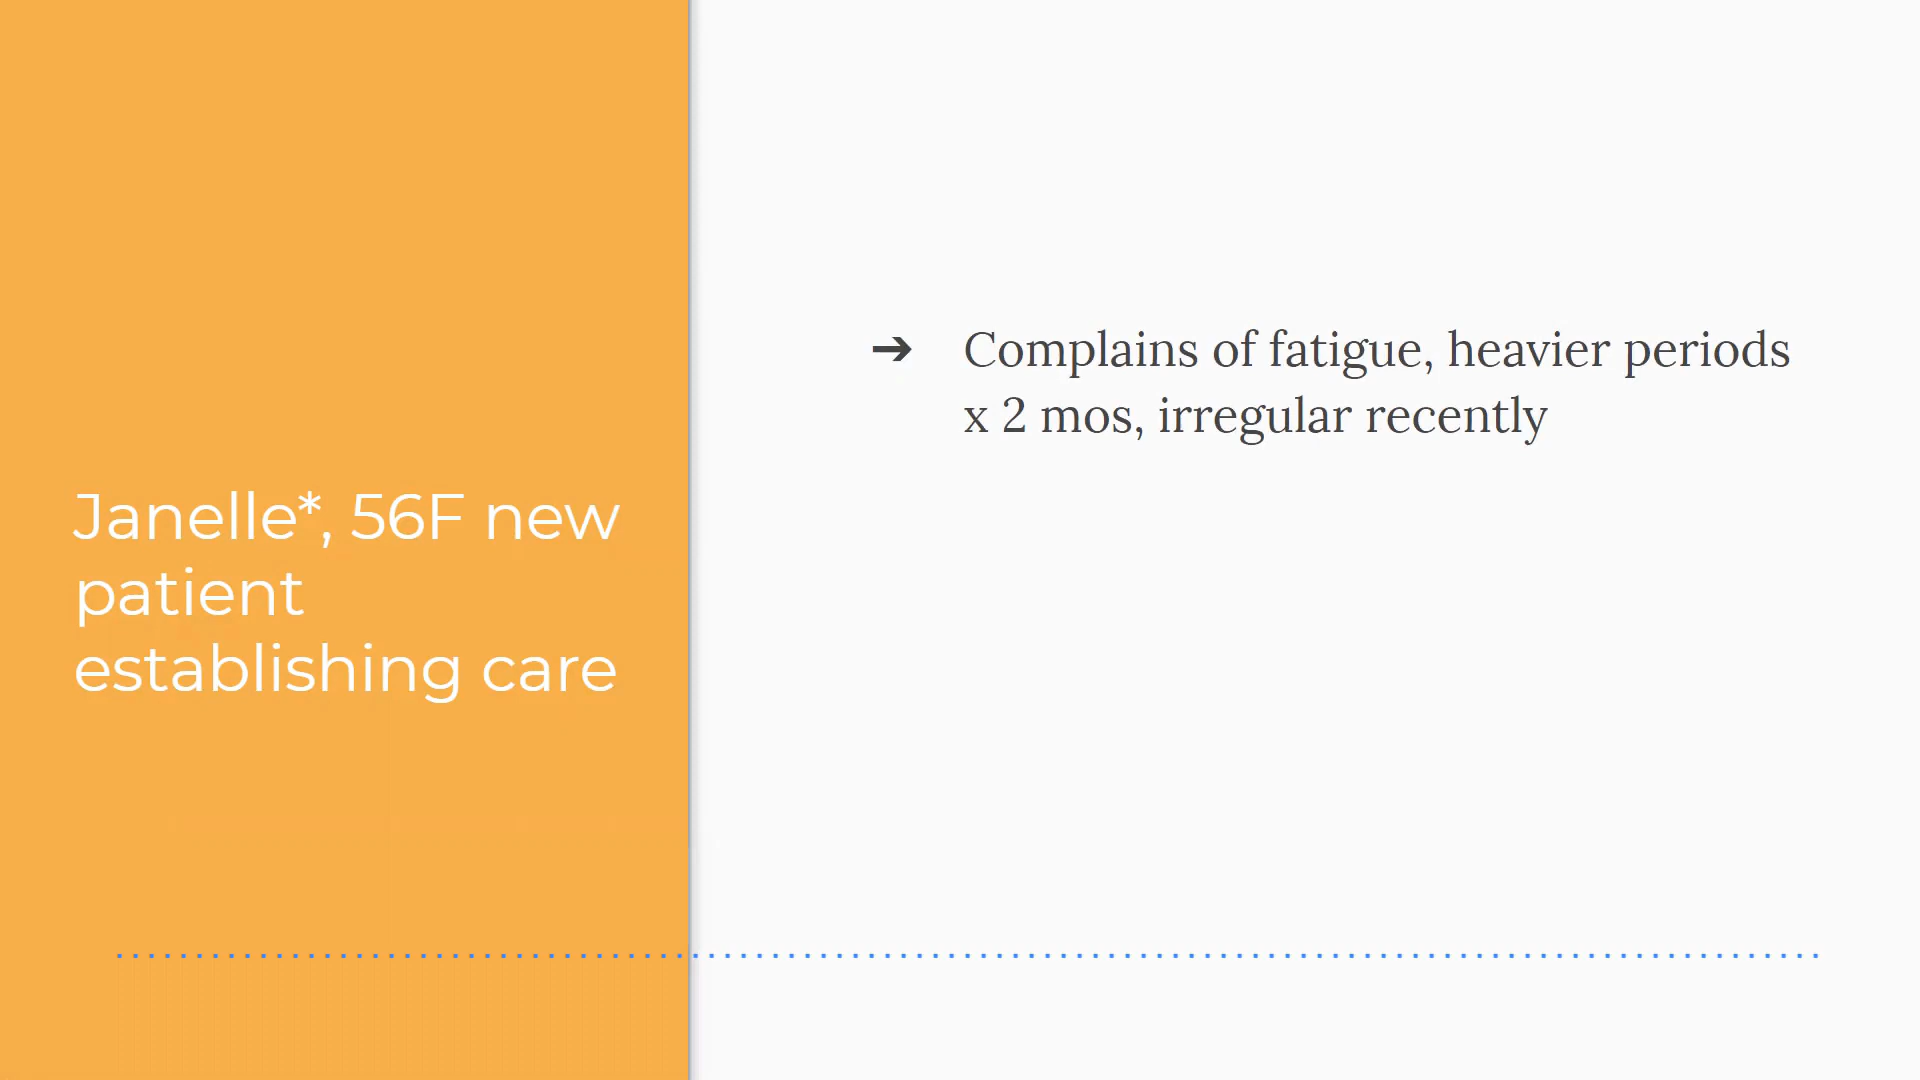 Janelle*, 56F new
patient
establishing care
➔ Complains of fatigue, heavier periods
x 2 mos, irregular recently